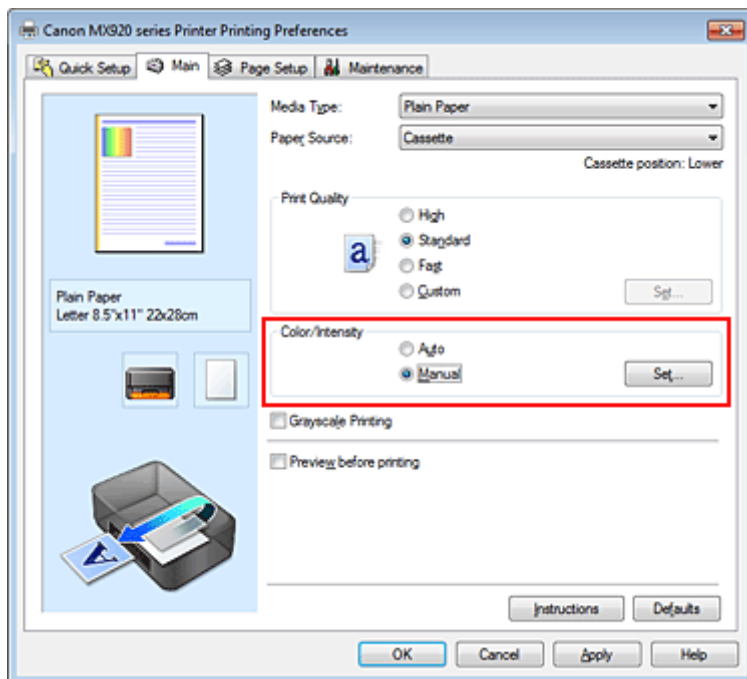 Canon MX920 series Printer Printing Preferences
Quick Setup Main Page Setup Maintenance
Media Type: Plain Paper
Paper Source: Cassette
Cassette position: Lower
Print Quality
High
a Standard
Fast
Custom Set...
Plain Paper
Letter 8.5"x11" 22x28cm
Color/Intensity
Auto
Manual Set...
Grayscale Printing
Preview before printing
A
Instructions Defaults
OK Cancel Apply Help